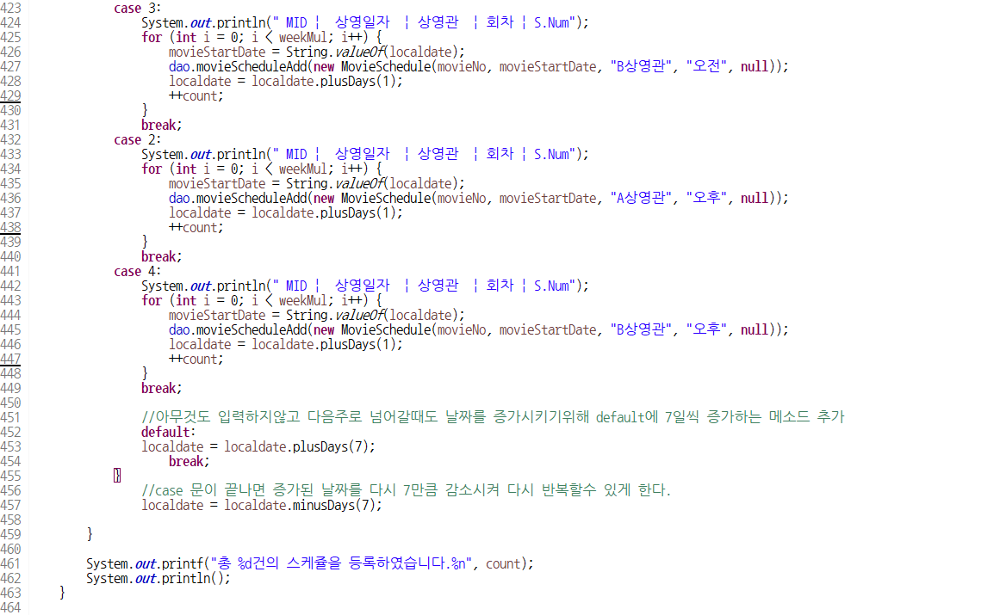 423 case 3:
424 System.out.println(" MID ¦  상영일자  ¦ 상영관  ¦ 회차 ¦ S.Num");
425 for (int i = 0; i < weekMul; i++) {
426 movieStartDate = String.valueOf(localdate);
427 dao.movieScheduleAdd(new MovieSchedule(movieNo, movieStartDate, "B상영관", "오전", null));
428 localdate = localdate.plusDays(1);
429 ++count;
430 }
431 break;
432 case 2:
433 System.out.println(" MID ¦  상영일자  ¦ 상영관  ¦ 회차 ¦ S.Num");
434 for (int i = 0; i < weekMul; i++) {
435 movieStartDate = String.valueOf(localdate);
436 dao.movieScheduleAdd(new MovieSchedule(movieNo, movieStartDate, "A상영관", "오후", null));
437 localdate = localdate.plusDays(1);
438 ++count;
439 }
440 break;
441 case 4:
442 System.out.println(" MID ¦  상영일자  ¦ 상영관  ¦ 회차 ¦ S.Num");
443 for (int i = 0; i < weekMul; i++) {
444 movieStartDate = String.valueOf(localdate);
445 dao.movieScheduleAdd(new MovieSchedule(movieNo, movieStartDate, "B상영관", "오후", null));
446 localdate = localdate.plusDays(1);
447 ++count;
448 }
449 break;
450
451 //아무것도 입력하지않고 다음주로 넘어갈때도 날짜를 증가시키기위해 default에 7일씩 증가하는 메소드 추가
452 default:
453 localdate = localdate.plusDays(7);
454 break;
455 }
456 //case 문이 끝나면 증가된 날짜를 다시 7만큼 감소시켜 다시 반복할수 있게 한다.
457 localdate = localdate.minusDays(7);
458
459 }
460
461 System.out.printf("총 %d건의 스케쥴을 등록하였습니다.%n", count);
462 System.out.println();
463 }
464